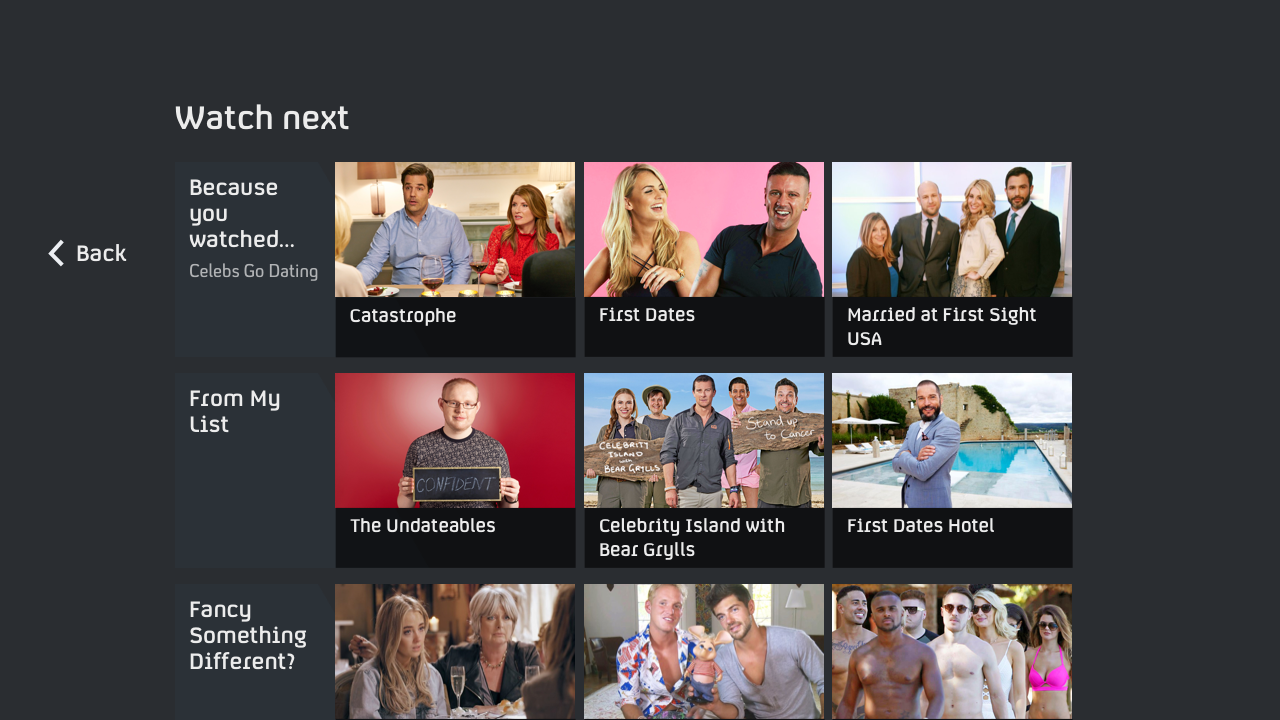 Watch next
Because
you
watched...
Celebs Go Dating
Back
Catastrophe
First Dates
Married at First Sight
USA
From My
List
CONFIDENT
CELEBRITY
ISLAND
with
BEAR GRYLLS
Stand up
to Cancer
The Undateables
Celebrity Island with
Bear Grylls
First Dates Hotel
Fancy
Something
Different?